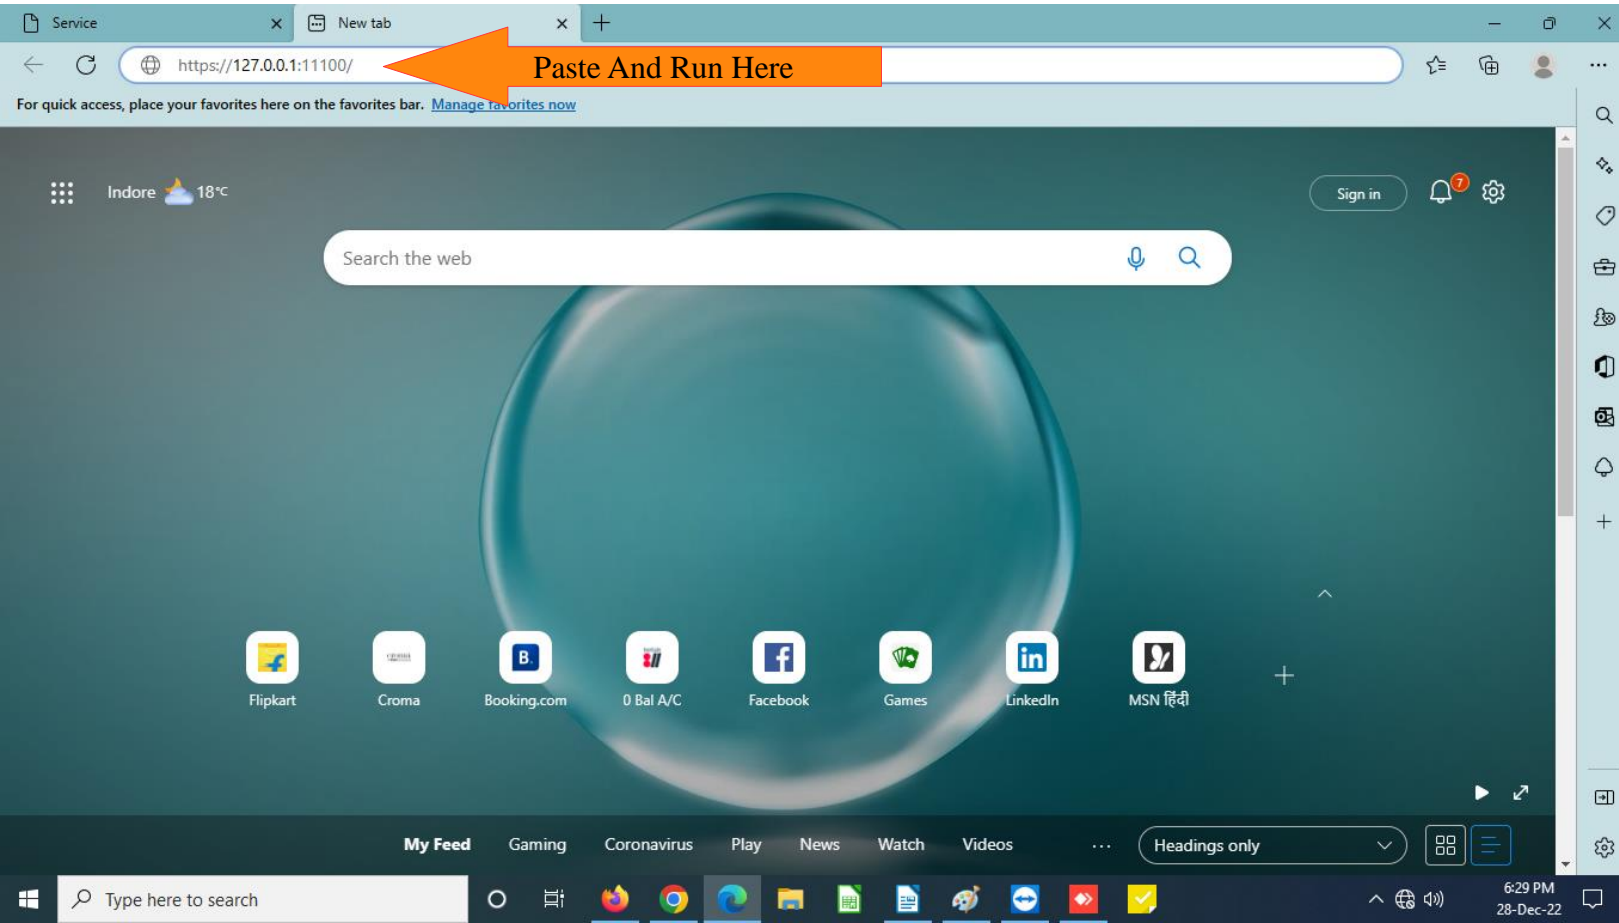 Service
New tab
https://127.0.0.1:11100/
Paste And Run Here
For quick access, place your favorites here on the favorites bar. Manage favorites now
Indore 18°C
Sign in
7
Search the web
B.
f
in
Flipkart
Croma
Booking.com
0 Bal A/C
Facebook
Games
LinkedIn
MSN हिंदी
My Feed Gaming Coronavirus Play News Watch Videos ... Headings only
Type here to search
6:29 PM
28-Dec-22